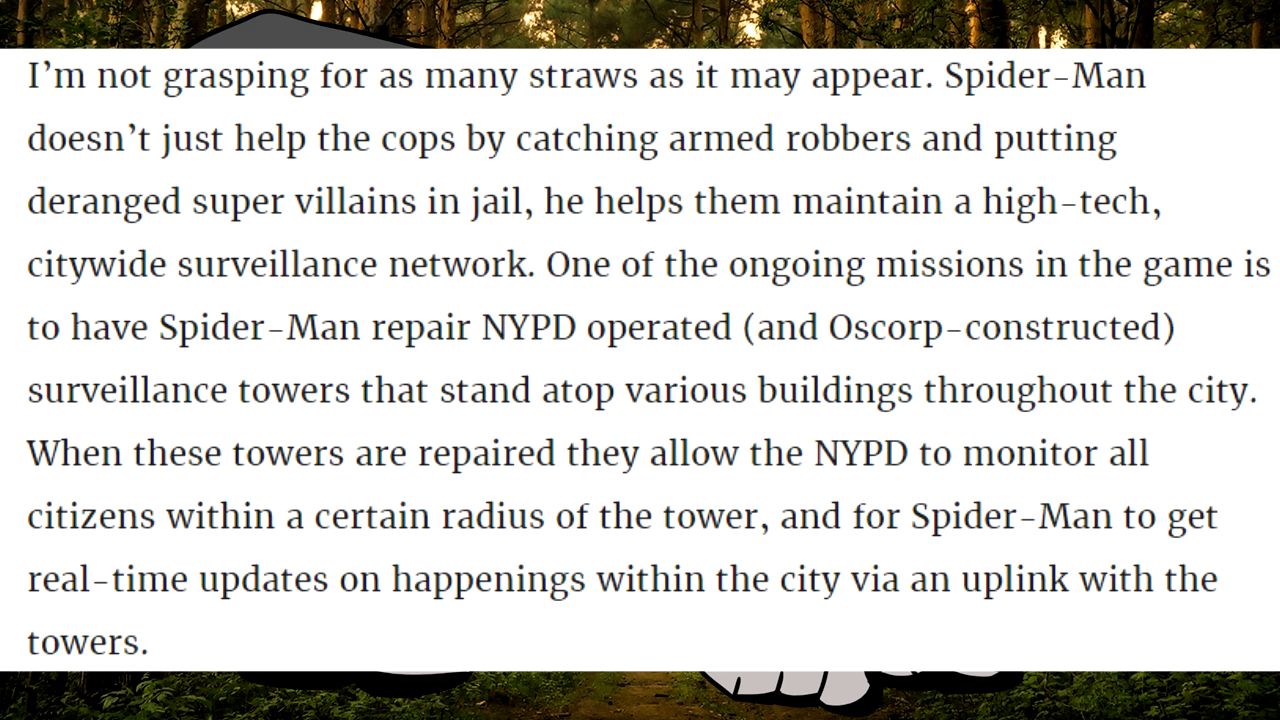 I’m not grasping for as many straws as it may appear. Spider-Man
doesn’t just help the cops by catching armed robbers and putting
deranged super villains in jail, he helps them maintain a high-tech,
citywide surveillance network. One of the ongoing missions in the game is
to have Spider-Man repair NYPD operated (and Oscorp-constructed)
surveillance towers that stand atop various buildings throughout the city.
When these towers are repaired they allow the NYPD to monitor all
citizens within a certain radius of the tower, and for Spider-Man to get
real-time updates on happenings within the city via an uplink with the
towers.